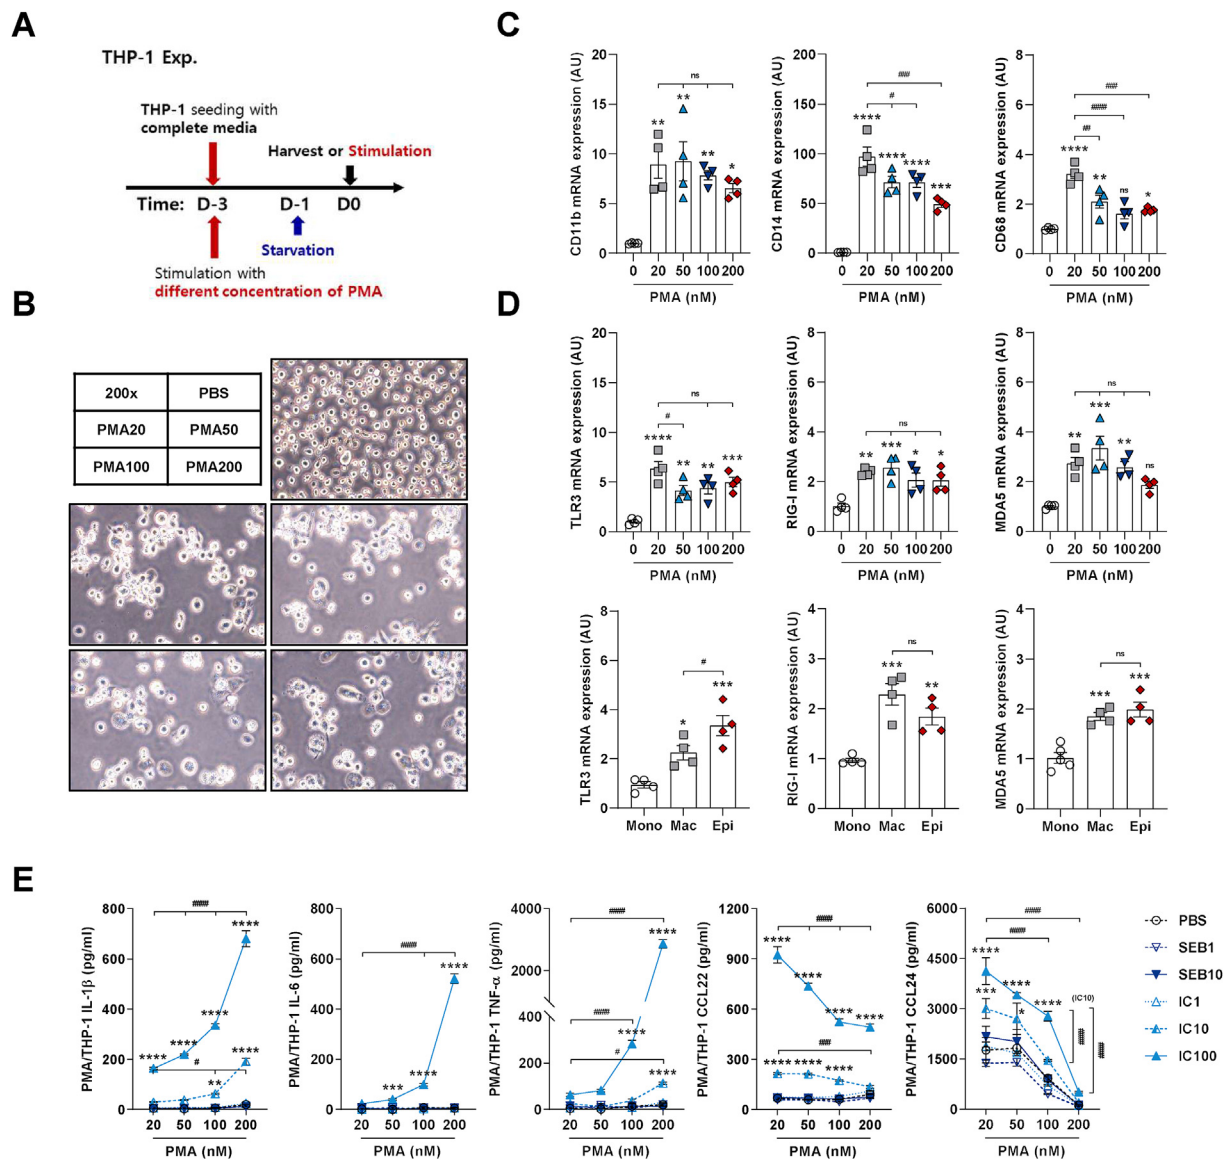 A
THP-1 Exp.
THP-1 seeding with
complete media
Harvest or Stimulation
Time: D-3 D-1 D0
Starvation
Stimulation with
different concentration of PMA
B
200x PBS
PMA20 PMA50
PMA100 PMA200
C
CD11b mRNA expression (AU)
20
15
10
5
0
ns
** ** ** *
0 20 50 100 200
PMA (nM)
CD14 mRNA expression (AU)
200
150
100
50
0
###
#
**** **** **** ***
0 20 50 100 200
PMA (nM)
CD68 mRNA expression (AU)
8
6
4
2
0
###
####
##
**** ** ns *
0 20 50 100 200
PMA (nM)
D
TLR3 mRNA expression (AU)
20
15
10
5
0
ns
#
**** ** ** ***
0 20 50 100 200
PMA (nM)
RIG-I mRNA expression (AU)
8
6
4
2
0
ns
** *** * *
0 20 50 100 200
PMA (nM)
MDA5 mRNA expression (AU)
8
6
4
2
0
ns
** *** ** ns
0 20 50 100 200
PMA (nM)
TLR3 mRNA expression (AU)
8
6
4
2
0
#
* ***
Mono Mac Epi
RIG-I mRNA expression (AU)
4
3
2
1
0
ns
*** **
Mono Mac Epi
MDA5 mRNA expression (AU)
4
3
2
1
0
ns
*** ***
Mono Mac Epi
E
PMA/THP-1 IL-1β (pg/ml)
800
600
400
200
0
####
**** **** **** ****
#
** ****
20 50 100 200
PMA (nM)
PMA/THP-1 IL-6 (pg/ml)
800
600
400
200
0
####
*** **** ****
20 50 100 200
PMA (nM)
PMA/THP-1 TNF-α (pg/ml)
4000
2000
400
300
200
100
0
####
****
####
****
#
****
20 50 100 200
PMA (nM)
PMA/THP-1 CCL22 (pg/ml)
1200
900
600
300
0
####
**** **** **** ****
###
**** **** ****
20 50 100 200
PMA (nM)
PMA/THP-1 CCL24 (pg/ml)
6000
4500
3000
1500
0
####
####
**** **** ****
*** *
(IC10)
####
####
20 50 100 200
PMA (nM)
PBS
SEB1
SEB10
IC1
IC10
IC100